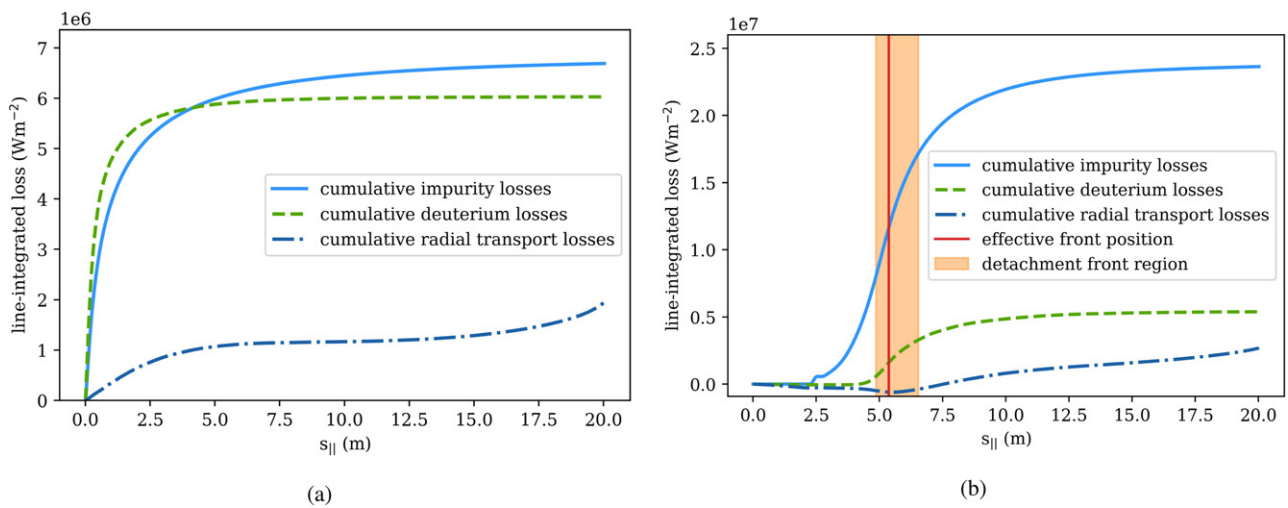 1e6
7
6
5
4
3
2
1
0
line-integrated loss (Wm⁻²)
cumulative impurity losses
cumulative deuterium losses
cumulative radial transport losses
0.0 2.5 5.0 7.5 10.0 12.5 15.0 17.5 20.0
s|| (m)
(a)
1e7
2.5
2.0
1.5
1.0
0.5
0.0
line-integrated loss (Wm⁻²)
cumulative impurity losses
cumulative deuterium losses
cumulative radial transport losses
effective front position
detachment front region
0.0 2.5 5.0 7.5 10.0 12.5 15.0 17.5 20.0
s|| (m)
(b)